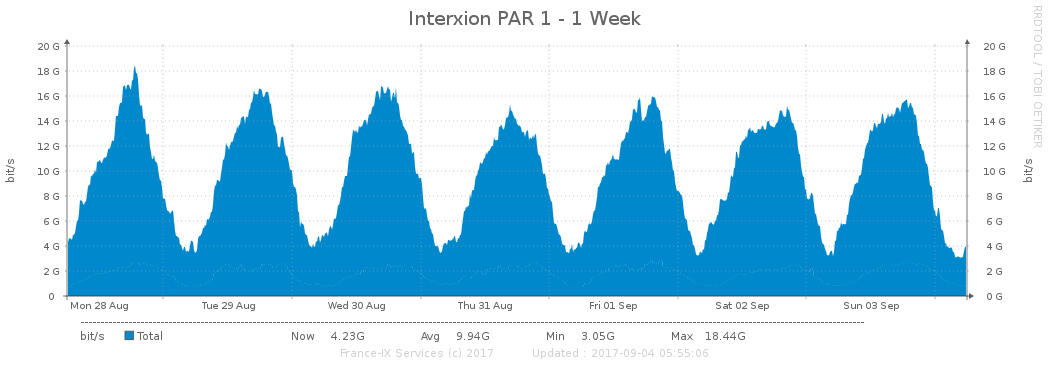 Interxion PAR 1 - 1 Week
RRDTOOL / TOBI OETIKER
20 G 20 G
18 G 18 G
16 G 16 G
14 G 14 G
12 G 12 G
10 G 10 G
8 G 8 G
6 G 6 G
4 G 4 G
2 G 2 G
0 0 G
bit/s
bit/s
Mon 28 Aug Tue 29 Aug Wed 30 Aug Thu 31 Aug Fri 01 Sep Sat 02 Sep Sun 03 Sep
bit/s Total Now 4.23G Avg 9.94G Min 3.05G Max 18.44G
France-IX Services (c) 2017 Updated : 2017-09-04 05:55:06